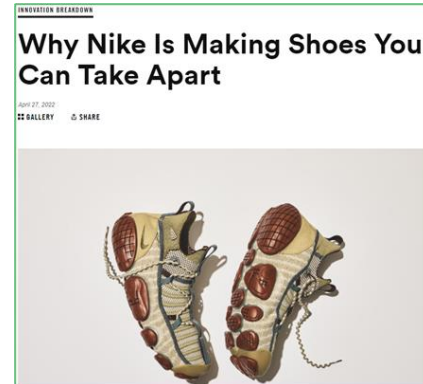 INNOVATION BREAKDOWN
Why Nike Is Making Shoes You
Can Take Apart
April 27, 2022
GALLERY SHARE